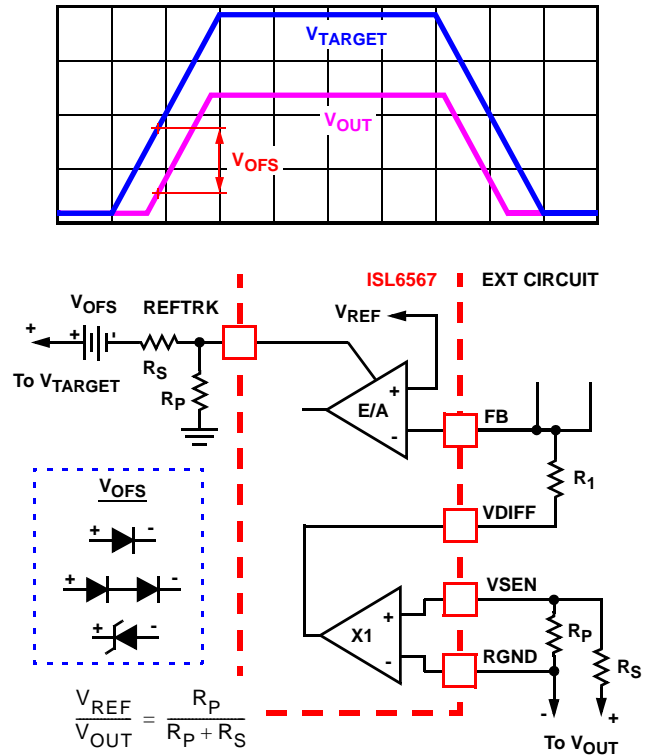 VTARGET
VOUT
VOFS
ISL6567
EXT CIRCUIT
VOFS
REFTRK
VREF
+
+
-
RS
To VTARGET
RP
+
E/A
-
FB
R1
VOFS
+
-
VDIFF
+
-
VSEN
+
X1
RP
+
-
-
RGND
RS
VREF / VOUT = RP / RP + RS
-
+
To VOUT